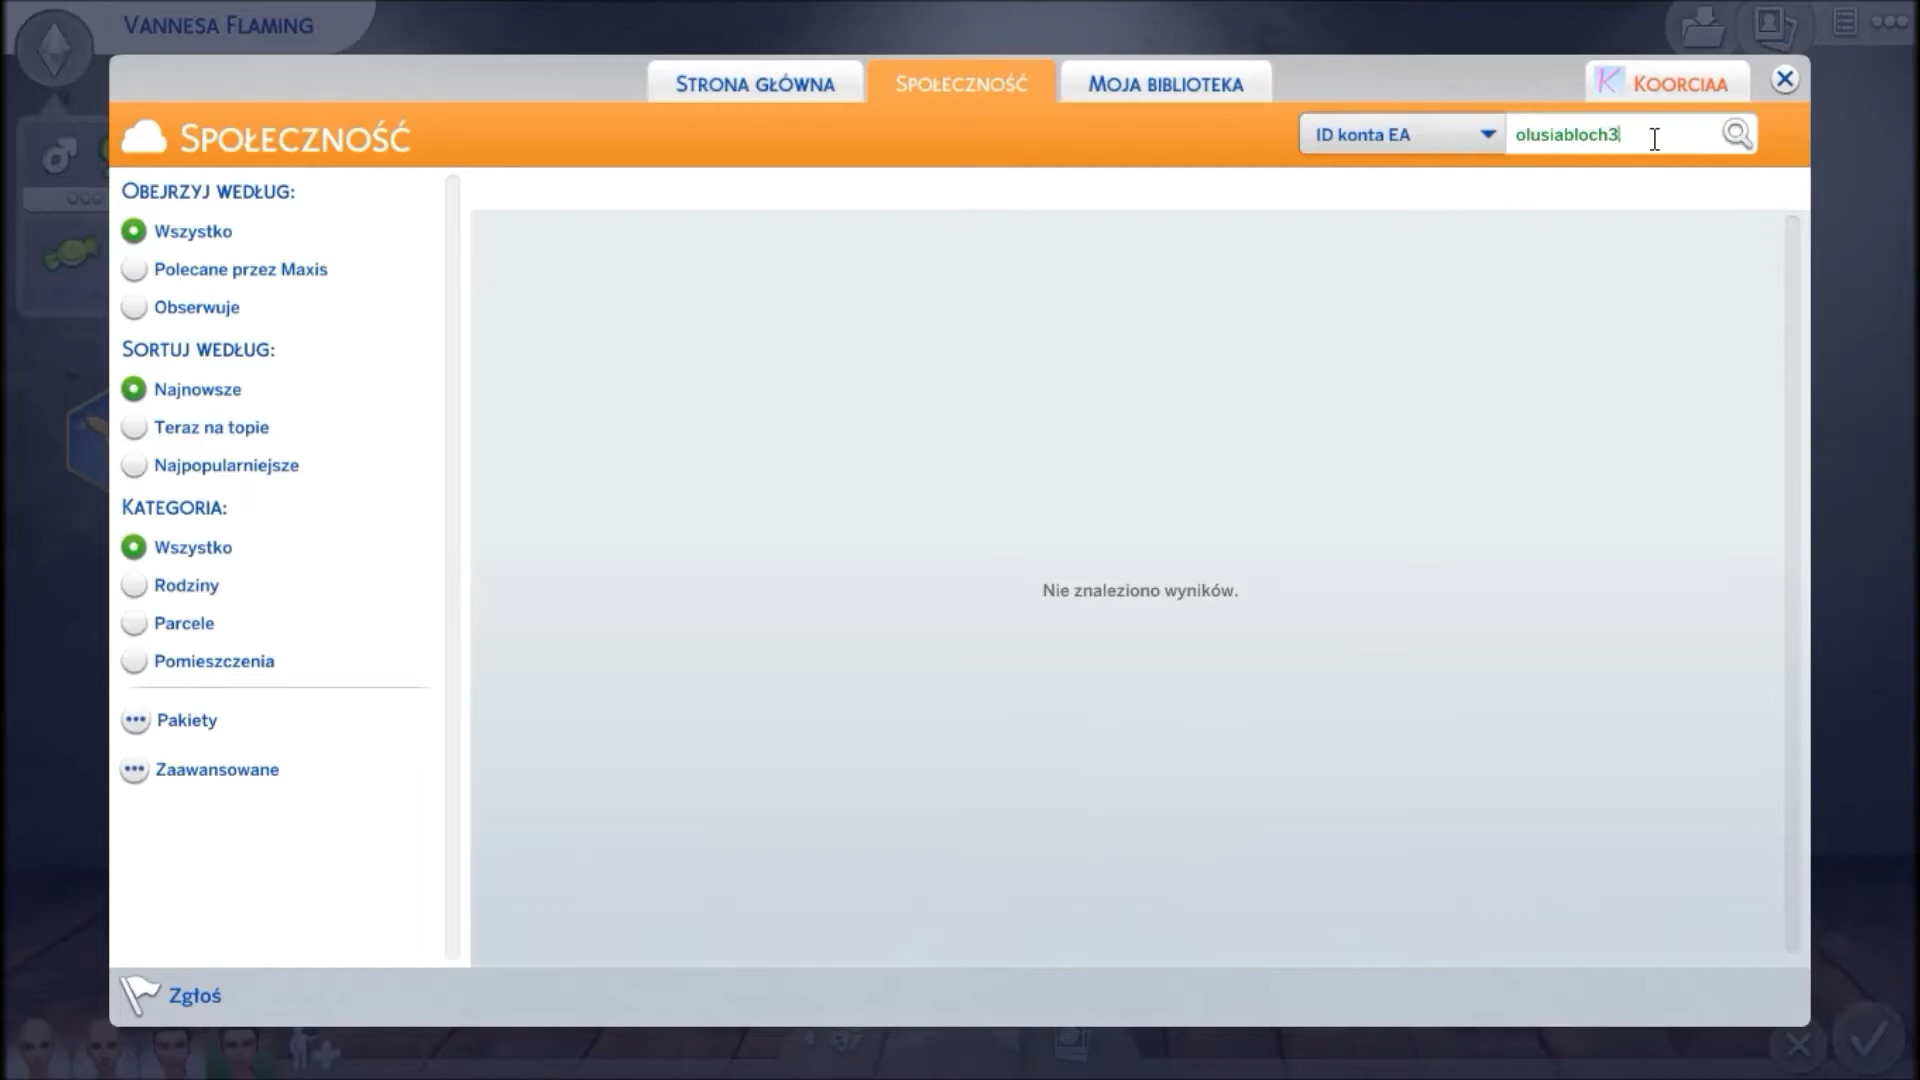 Vannesa Flaming
Strona główna
Społeczność
Moja biblioteka
Koorciaa
Społeczność
ID konta EA
olusiabloch3
Obejrzyj według:
Wszystko
Polecane przez Maxis
Obserwuje
Sortuj według:
Najnowsze
Teraz na topie
Najpopularniejsze
Kategoria:
Wszystko
Rodziny
Parcele
Pomieszczenia
Pakiety
Zaawansowane
Nie znaleziono wyników.
Zgłoś